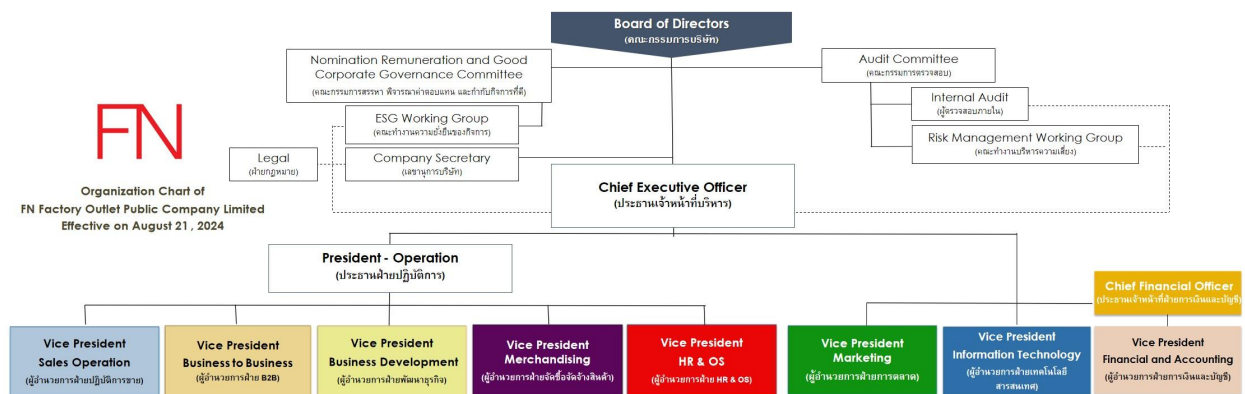 Board of Directors
(คณะกรรมการบริษัท)
Nomination Remuneration and Good
Corporate Governance Committee
(คณะกรรมการสรรหา พิจารณาค่าตอบแทน และกำกับกิจการที่ดี)
Audit Committee
(คณะกรรมการตรวจสอบ)
Internal Audit
(ผู้ตรวจสอบภายใน)
ESG Working Group
(คณะทำงานความยั่งยืนของกิจการ)
Risk Management Working Group
(คณะทำงานบริหารความเสี่ยง)
Legal
(ฝ่ายกฎหมาย)
Company Secretary
(เลขานุการบริษัท)
FN
Organization Chart of
FN Factory Outlet Public Company Limited
Effective on August 21 , 2024
Chief Executive Officer
(ประธานเจ้าหน้าที่บริหาร)
President - Operation
(ประธานฝ่ายปฏิบัติการ)
Chief Financial Officer
(ประธานเจ้าหน้าที่ฝ่ายการเงินและบัญชี)
Vice President
Sales Operation
(ผู้อำนวยการฝ่ายปฏิบัติการขาย)
Vice President
Business to Business
(ผู้อำนวยการฝ่าย B2B)
Vice President
Business Development
(ผู้อำนวยการฝ่ายพัฒนาธุรกิจ)
Vice President
Merchandising
(ผู้อำนวยการฝ่ายจัดซื้อจัดจ้างสินค้า)
Vice President
HR & OS
(ผู้อำนวยการฝ่าย HR & OS)
Vice President
Marketing
(ผู้อำนวยการฝ่ายการตลาด)
Vice President
Information Technology
(ผู้อำนวยการฝ่ายเทคโนโลยี
สารสนเทศ)
Vice President
Financial and Accounting
(ผู้อำนวยการฝ่ายการเงินและบัญชี)